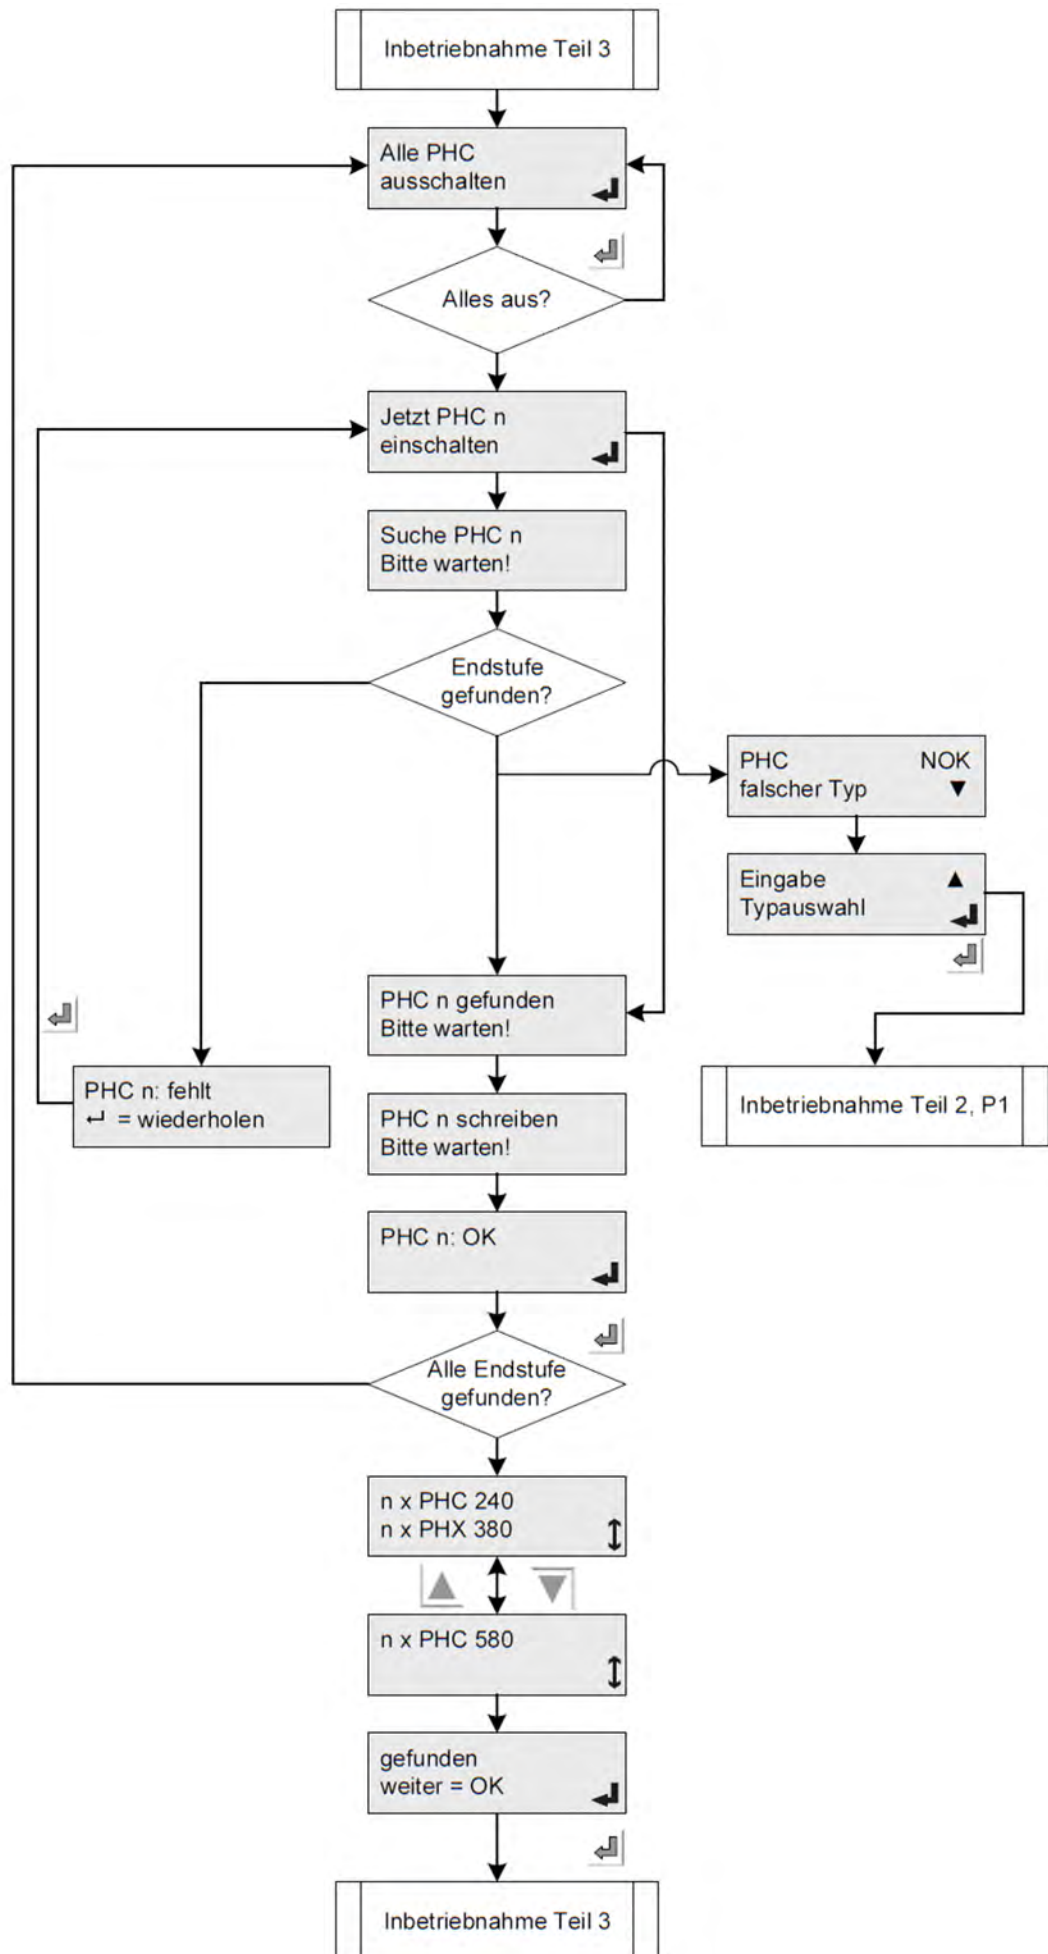 Inbetriebnahme Teil 3
Alle PHC
ausschalten
Alles aus?
Jetzt PHC n
einschalten
Suche PHC n
Bitte warten!
Endstufe
gefunden?
PHC NOK
falscher Typ ▼
Eingabe ▲
Typauswahl
PHC n gefunden
Bitte warten!
PHC n: fehlt
↵ = wiederholen
Inbetriebnahme Teil 2, P1
PHC n schreiben
Bitte warten!
PHC n: OK
Alle Endstufe
gefunden?
n x PHC 240
n x PHX 380
n x PHC 580
gefunden
weiter = OK
Inbetriebnahme Teil 3